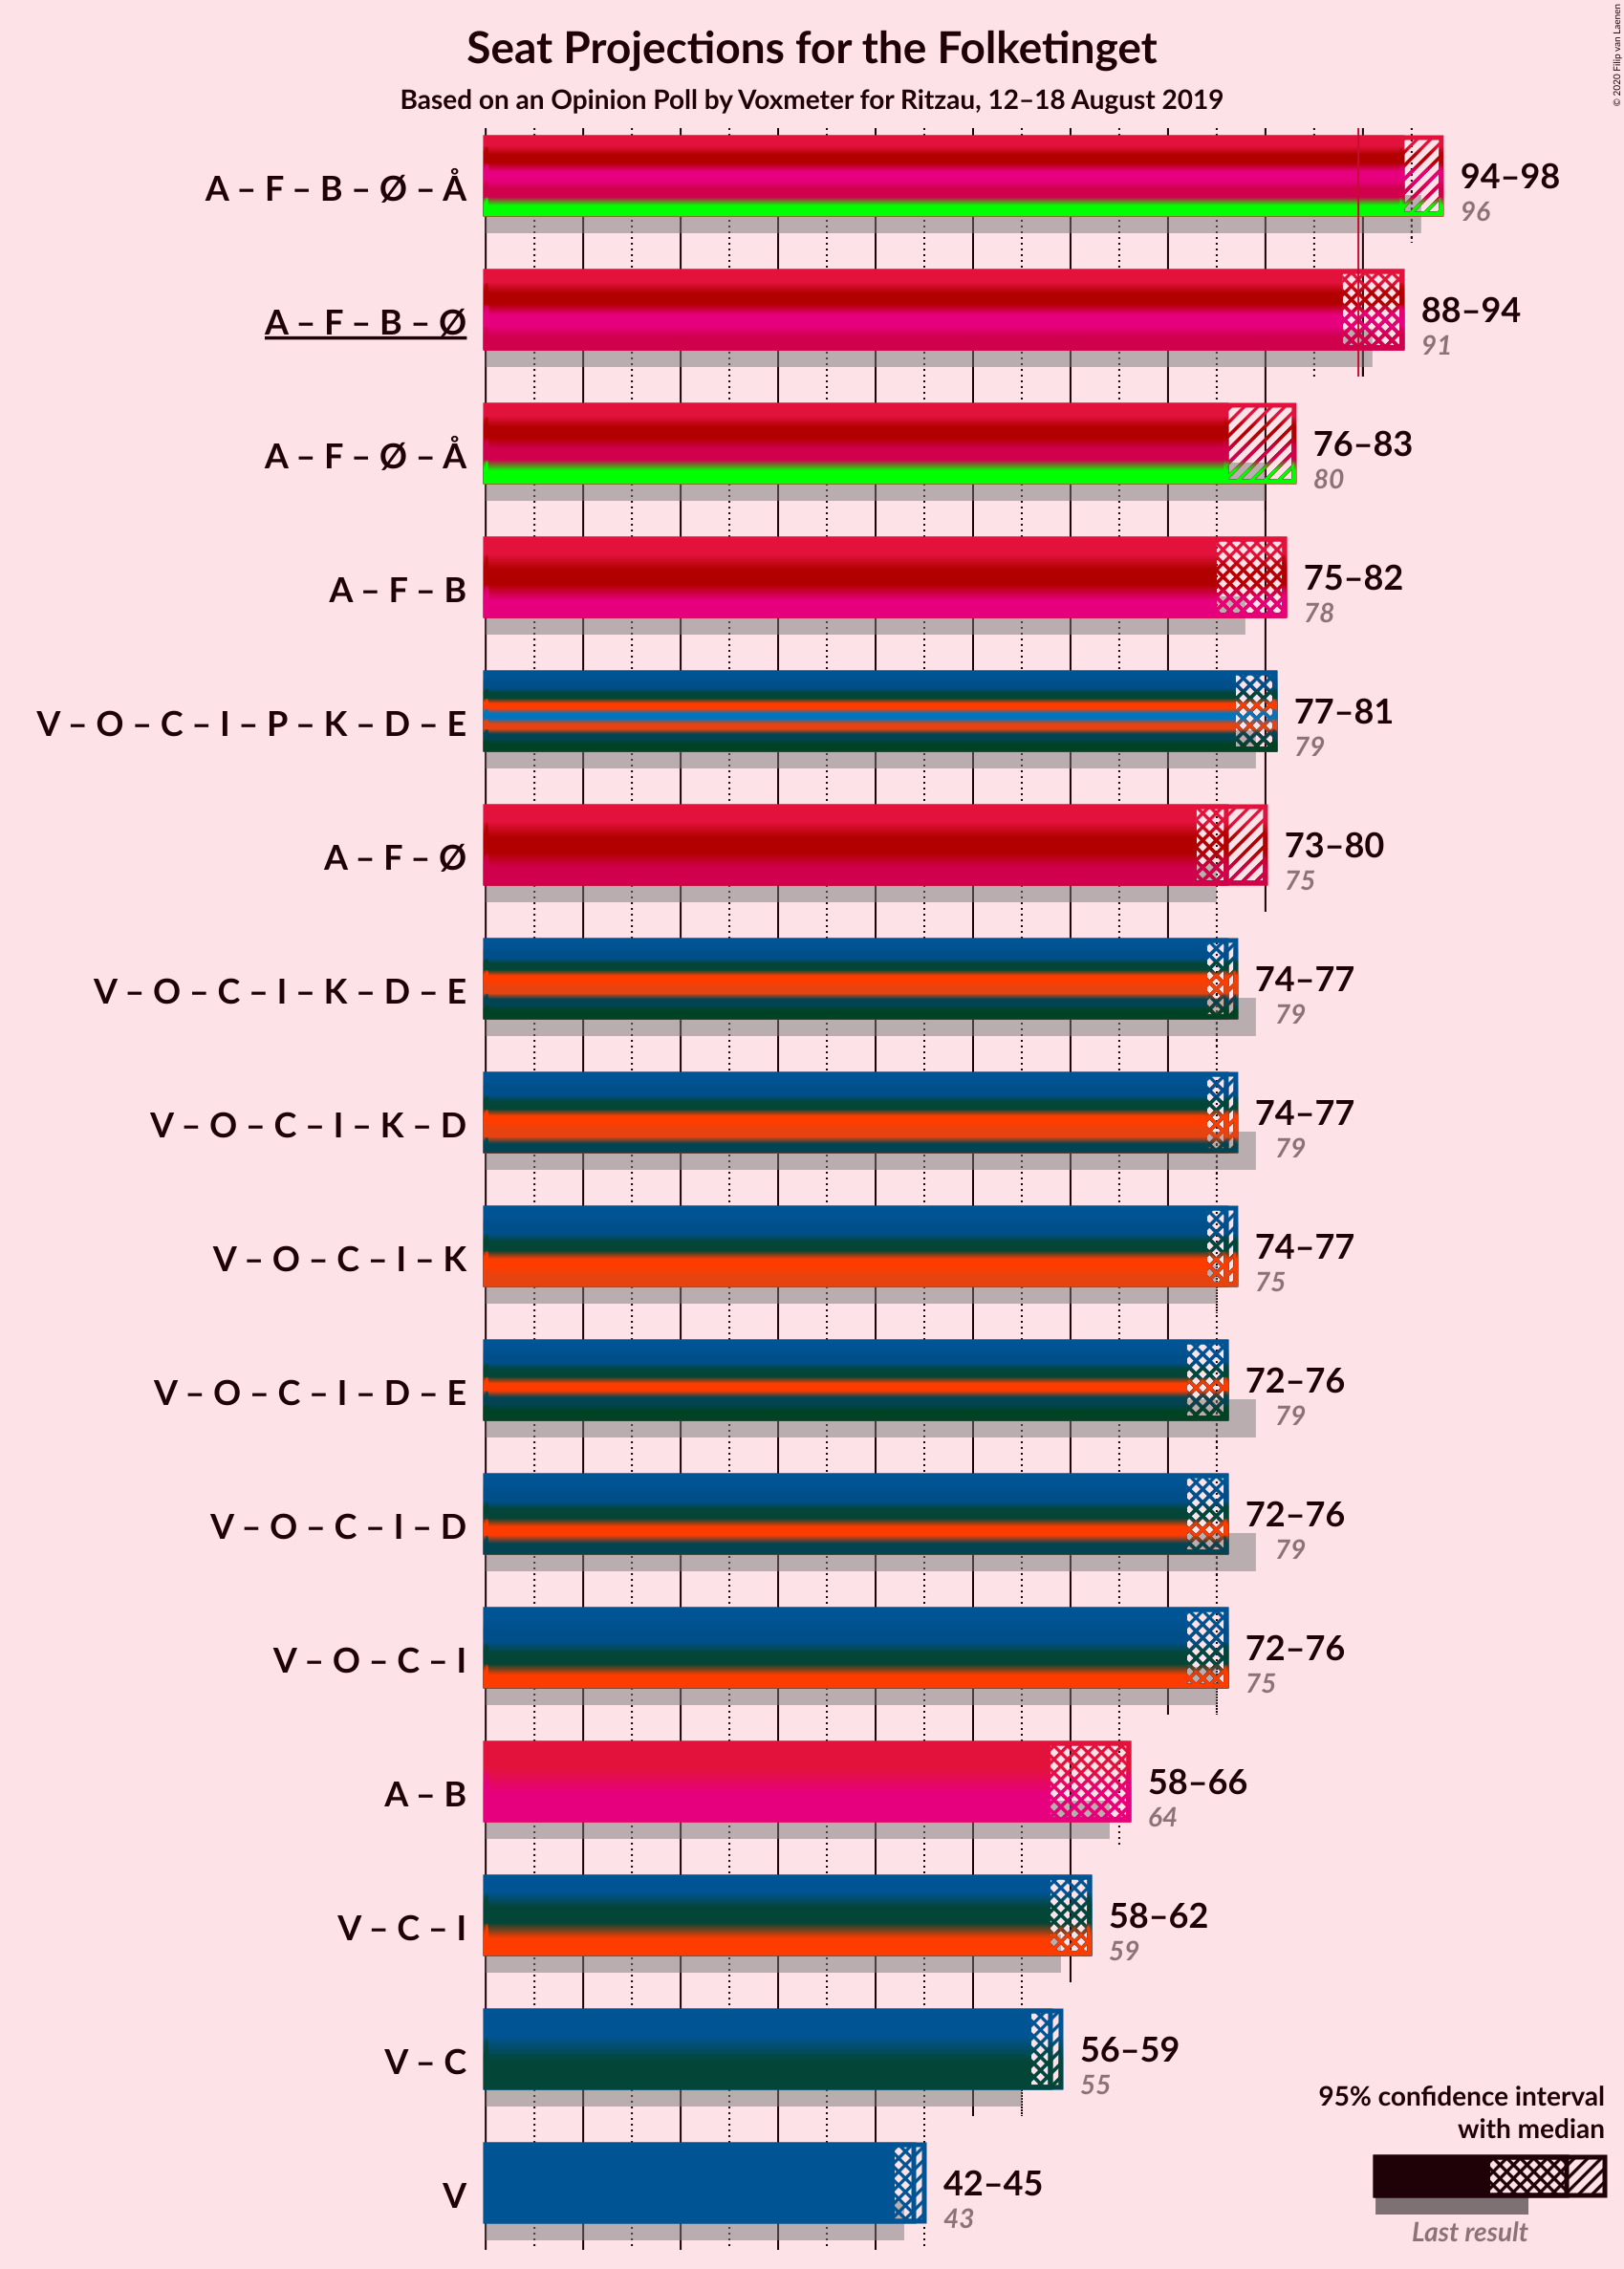 Seat Projections for the Folketinget
Based on an Opinion Poll by Voxmeter for Ritzau, 12–18 August 2019
© 2020 Filip van Laenen
A – F – B – Ø – Å
94–98
96
A – F – B – Ø
88–94
91
A – F – Ø – Å
76–83
80
A – F – B
75–82
78
V – O – C – I – P – K – D – E
77–81
79
A – F – Ø
73–80
75
V – O – C – I – K – D – E
74–77
79
V – O – C – I – K – D
74–77
79
V – O – C – I – K
74–77
75
V – O – C – I – D – E
72–76
79
V – O – C – I – D
72–76
79
V – O – C – I
72–76
75
A – B
58–66
64
V – C – I
58–62
59
V – C
56–59
55
V
42–45
43
95% confidence interval
with median
Last result